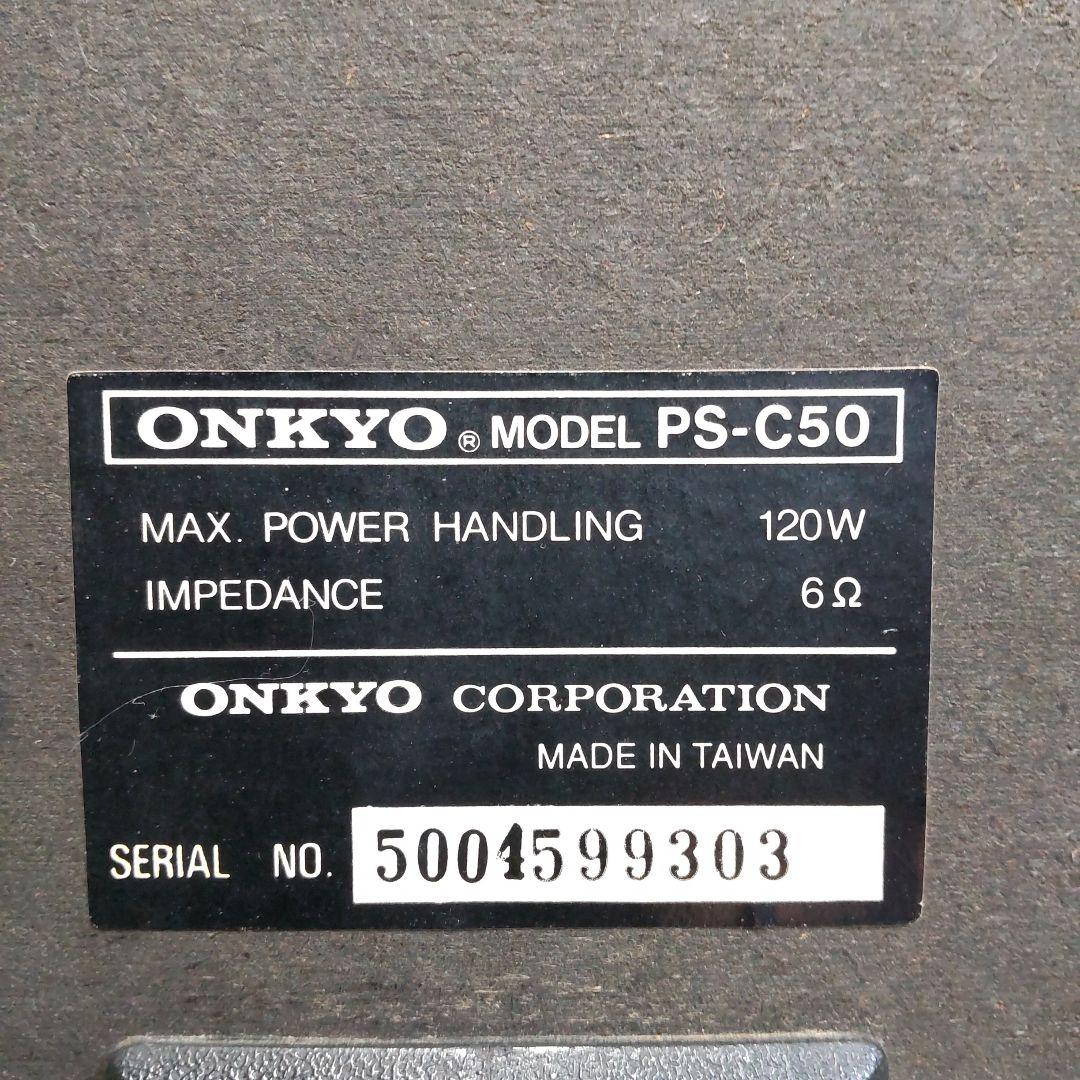 ONKYO® MODEL PS-C50
MAX. POWER HANDLING 120W
IMPEDANCE 6Ω
ONKYO CORPORATION
MADE IN TAIWAN
SERIAL NO. 5004599303